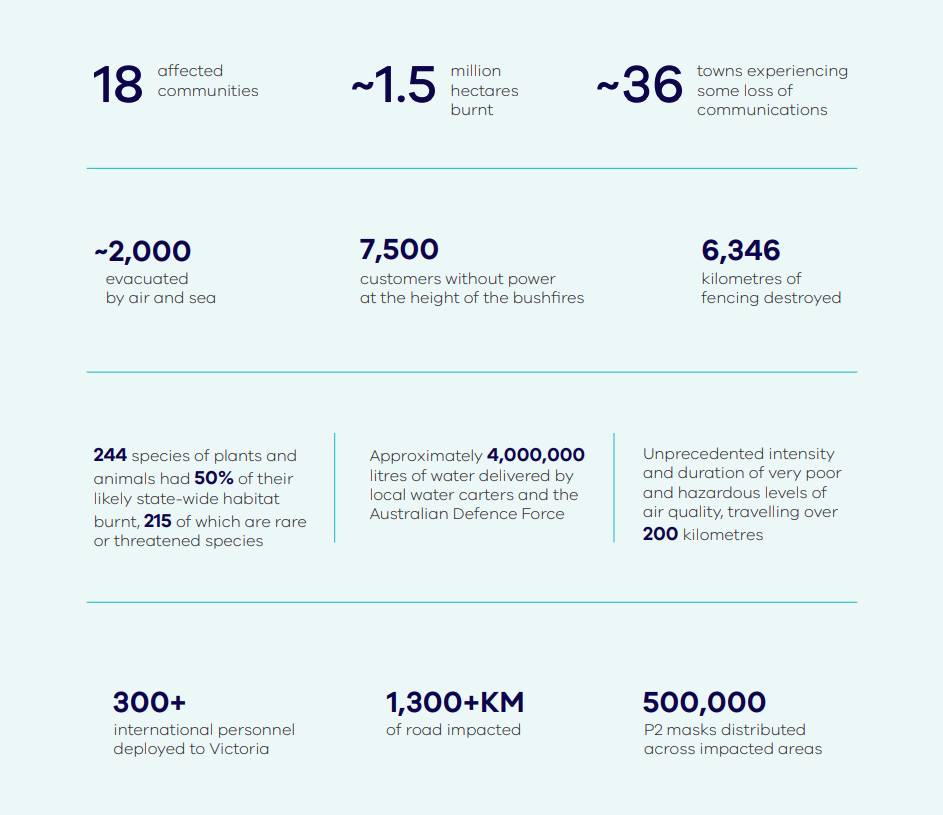 18 affected
communities
~1.5 million
hectares
burnt
~36 towns experiencing
some loss of
communications
~2,000
evacuated
by air and sea
7,500
customers without power
at the height of the bushfires
6,346
kilometres of
fencing destroyed
244 species of plants and
animals had 50% of their
likely state-wide habitat
burnt, 215 of which are rare
or threatened species
Approximately 4,000,000
litres of water delivered by
local water carters and the
Australian Defence Force
Unprecedented intensity
and duration of very poor
and hazardous levels of
air quality, travelling over
200 kilometres
300+
international personnel
deployed to Victoria
1,300+KM
of road impacted
500,000
P2 masks distributed
across impacted areas